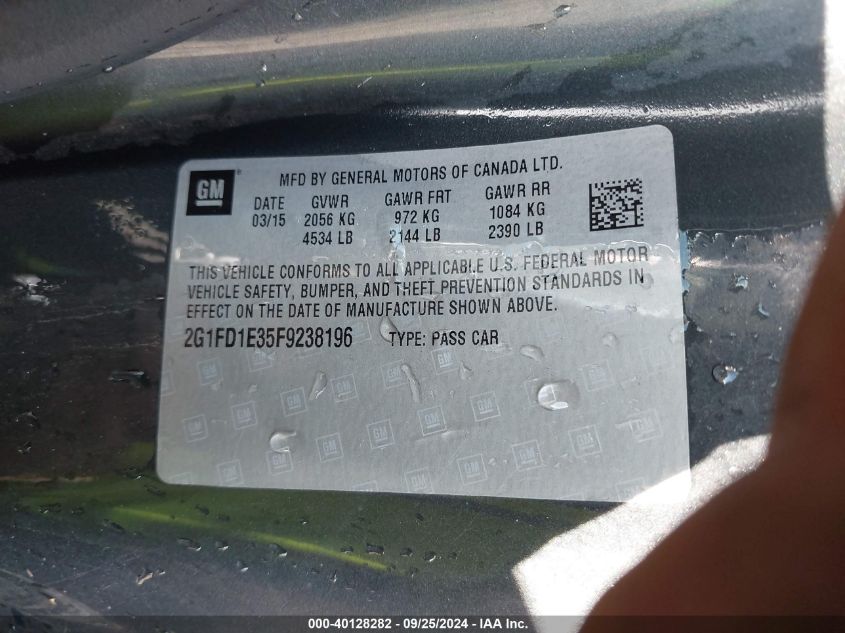 GM
MFD BY GENERAL MOTORS OF CANADA LTD.
DATE GVWR GAWR FRT GAWR RR
03/15 2056 KG 972 KG 1084 KG
4534 LB 2144 LB 2390 LB
THIS VEHICLE CONFORMS TO ALL APPLICABLE U.S. FEDERAL MOTOR
VEHICLE SAFETY, BUMPER, AND THEFT PREVENTION STANDARDS IN
EFFECT ON THE DATE OF MANUFACTURE SHOWN ABOVE.
2G1FD1E35F9238196 TYPE: PASS CAR
000-40128282 - 09/25/2024 - IAA Inc.